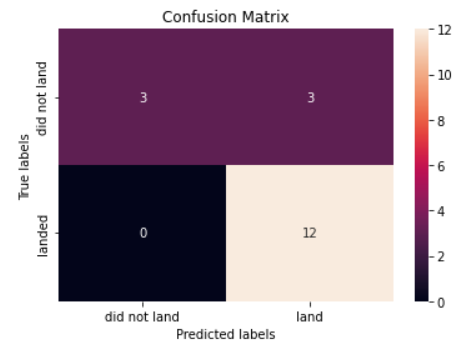 Confusion Matrix
did not land
landed
True labels
3
3
0
12
did not land
land
Predicted labels
12
10
8
6
4
2
0